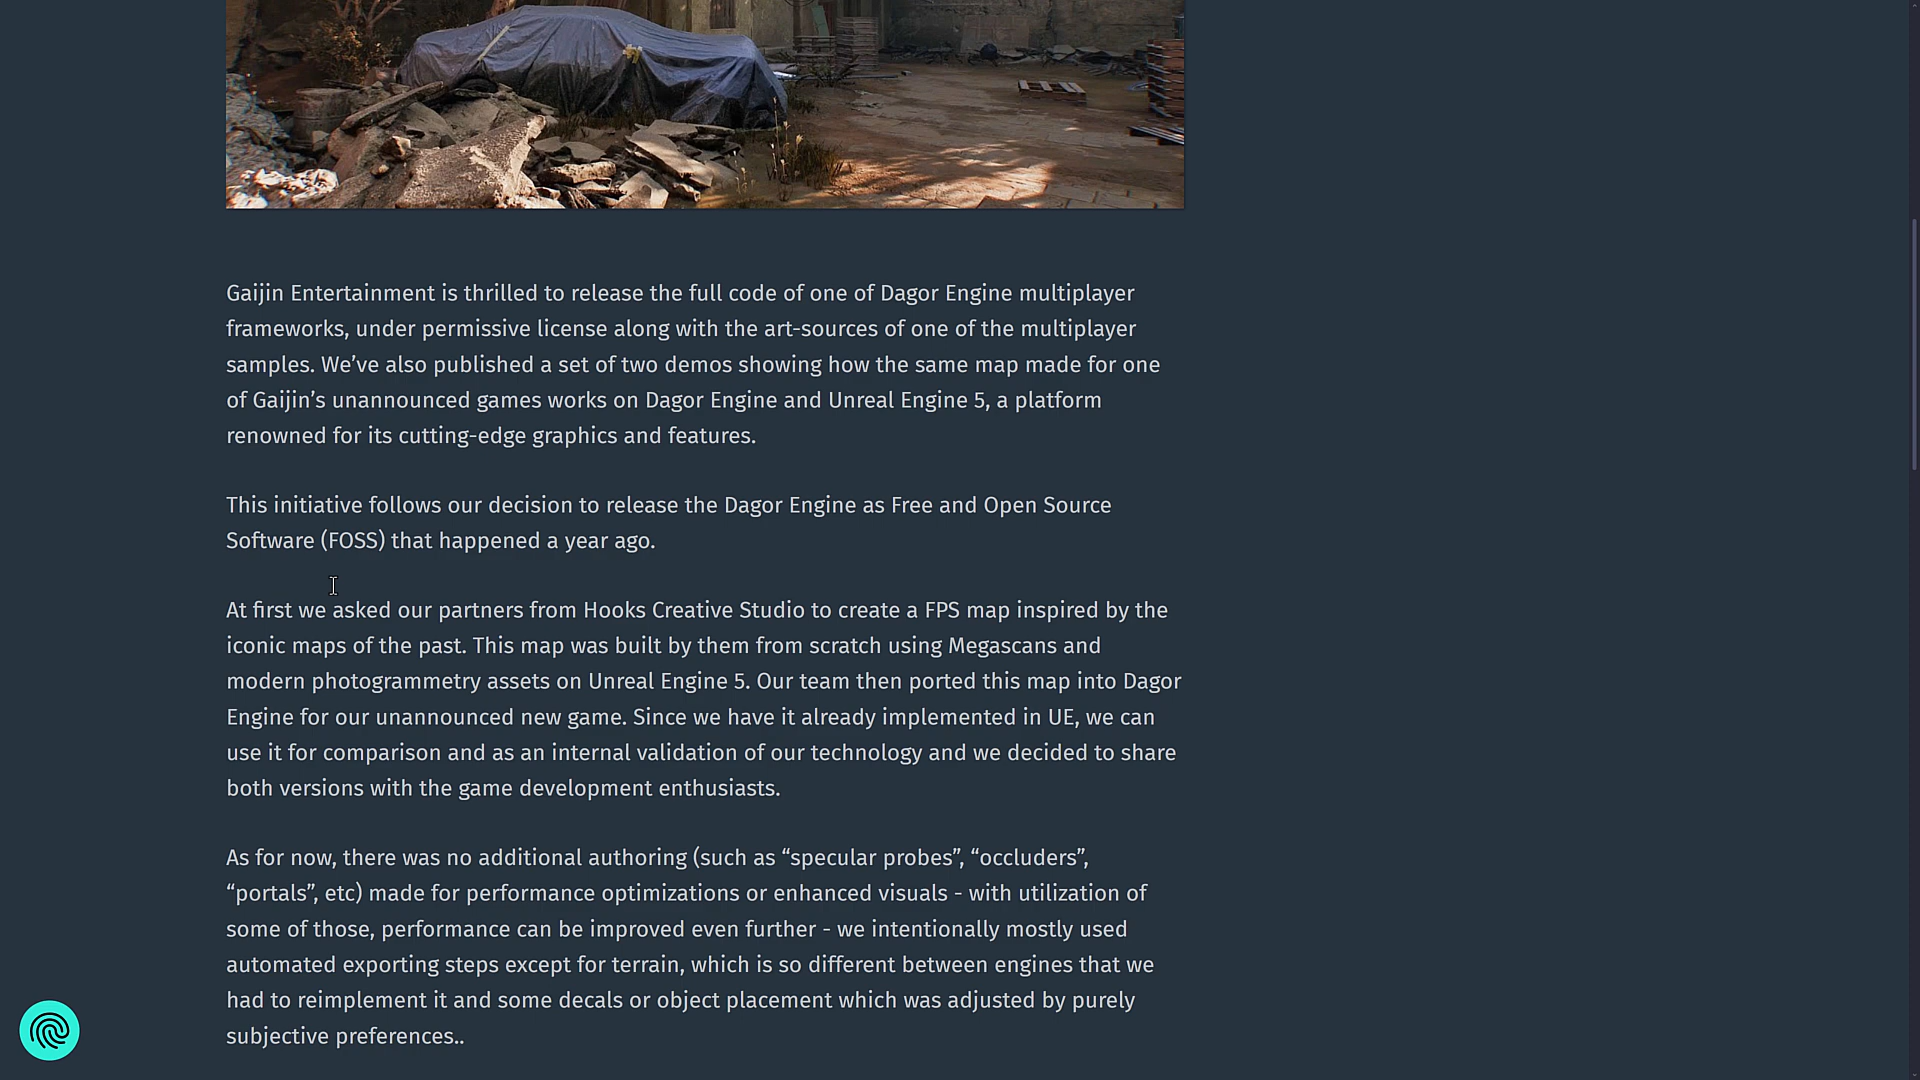 Gaijin Entertainment is thrilled to release the full code of one of Dagor Engine multiplayer
frameworks, under permissive license along with the art-sources of one of the multiplayer
samples. We’ve also published a set of two demos showing how the same map made for one
of Gaijin’s unannounced games works on Dagor Engine and Unreal Engine 5, a platform
renowned for its cutting-edge graphics and features.
This initiative follows our decision to release the Dagor Engine as Free and Open Source
Software (FOSS) that happened a year ago.
At first we asked our partners from Hooks Creative Studio to create a FPS map inspired by the
iconic maps of the past. This map was built by them from scratch using Megascans and
modern photogrammetry assets on Unreal Engine 5. Our team then ported this map into Dagor
Engine for our unannounced new game. Since we have it already implemented in UE, we can
use it for comparison and as an internal validation of our technology and we decided to share
both versions with the game development enthusiasts.
As for now, there was no additional authoring (such as “specular probes”, “occluders”,
“portals”, etc) made for performance optimizations or enhanced visuals - with utilization of
some of those, performance can be improved even further - we intentionally mostly used
automated exporting steps except for terrain, which is so different between engines that we
had to reimplement it and some decals or object placement which was adjusted by purely
subjective preferences..